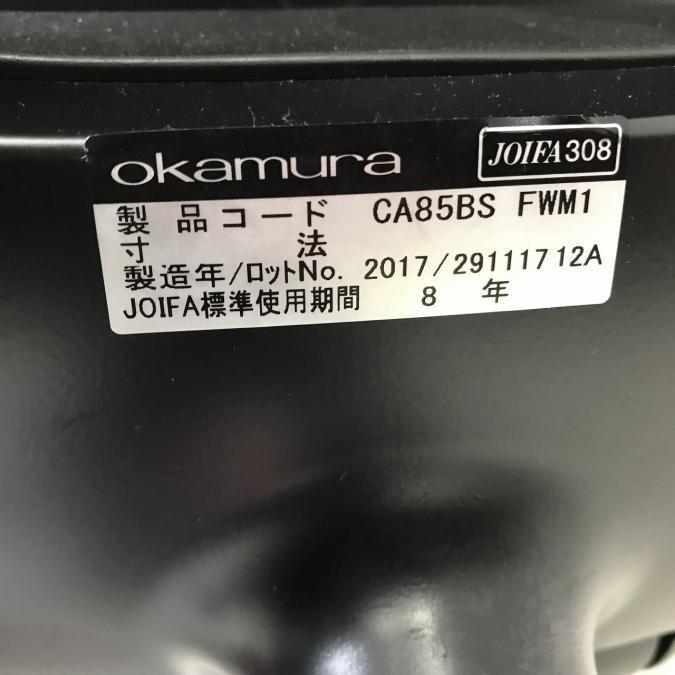 okamura JOIFA308
製品コード CA85BS FWM1
寸法
製造年/ロットNo. 2017/29111712A
JOIFA標準使用期間 8 年